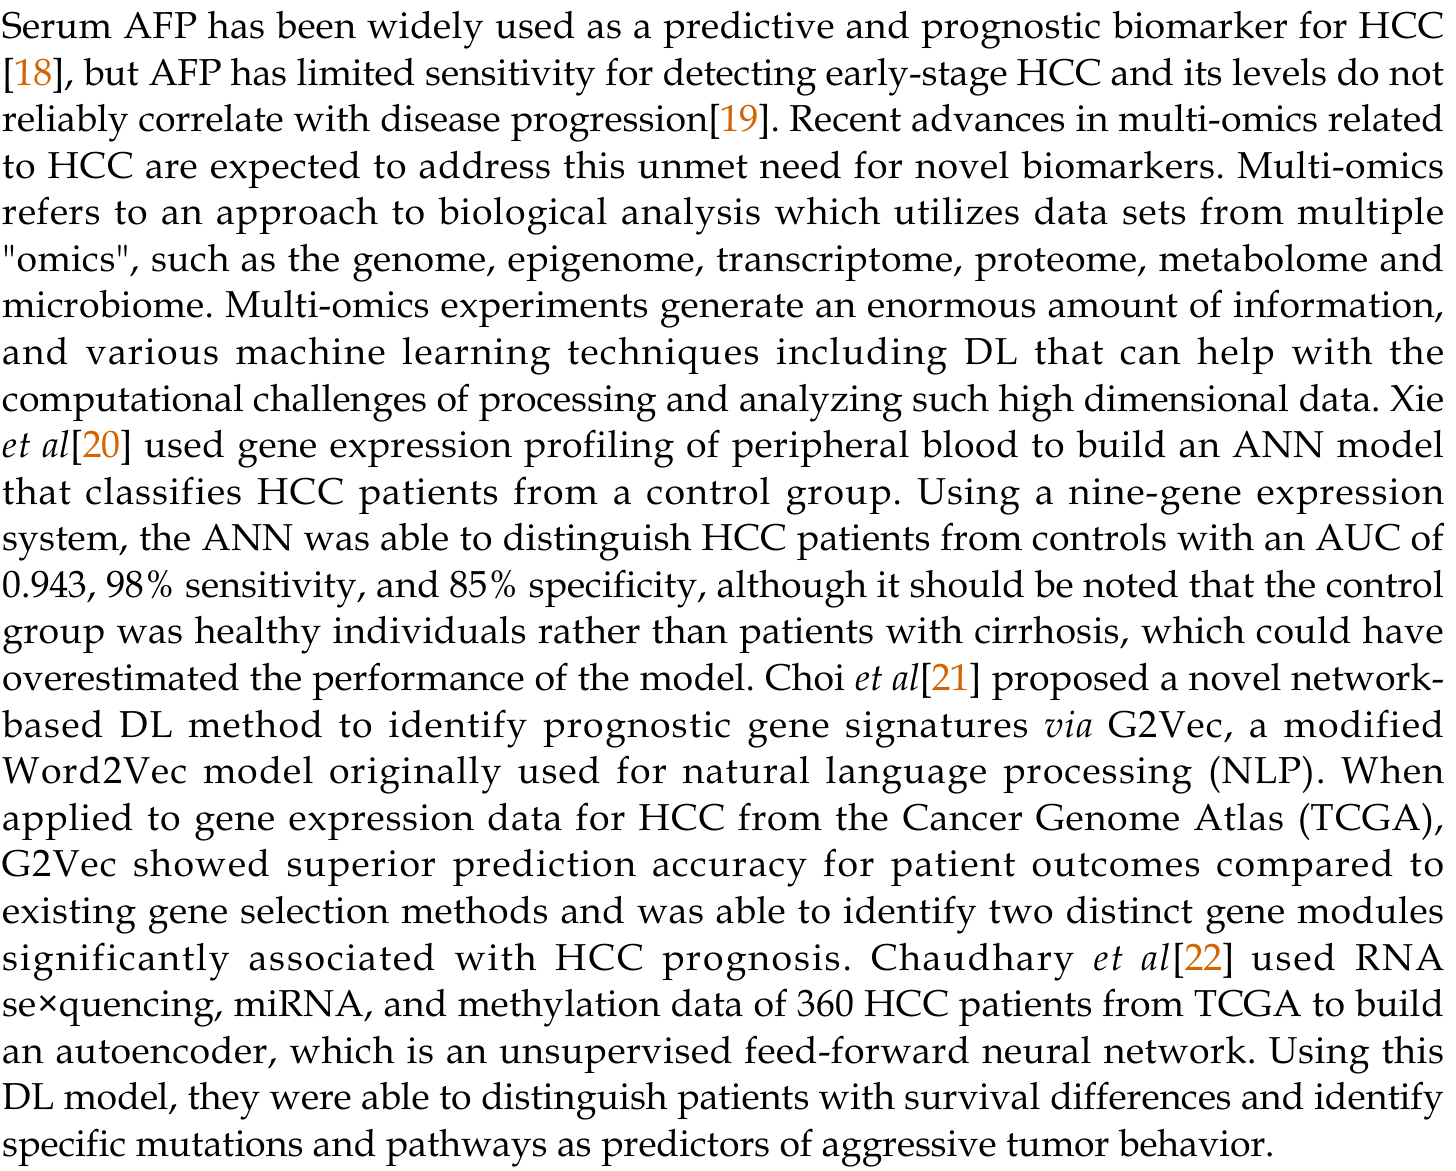 Serum AFP has been widely used as a predictive and prognostic biomarker for HCC
[18], but AFP has limited sensitivity for detecting early-stage HCC and its levels do not
reliably correlate with disease progression[19]. Recent advances in multi-omics related
to HCC are expected to address this unmet need for novel biomarkers. Multi-omics
refers to an approach to biological analysis which utilizes data sets from multiple
"omics", such as the genome, epigenome, transcriptome, proteome, metabolome and
microbiome. Multi-omics experiments generate an enormous amount of information,
and various machine learning techniques including DL that can help with the
computational challenges of processing and analyzing such high dimensional data. Xie
et al[20] used gene expression profiling of peripheral blood to build an ANN model
that classifies HCC patients from a control group. Using a nine-gene expression
system, the ANN was able to distinguish HCC patients from controls with an AUC of
0.943, 98% sensitivity, and 85% specificity, although it should be noted that the control
group was healthy individuals rather than patients with cirrhosis, which could have
overestimated the performance of the model. Choi et al[21] proposed a novel network-
based DL method to identify prognostic gene signatures via G2Vec, a modified
Word2Vec model originally used for natural language processing (NLP). When
applied to gene expression data for HCC from the Cancer Genome Atlas (TCGA),
G2Vec showed superior prediction accuracy for patient outcomes compared to
existing gene selection methods and was able to identify two distinct gene modules
significantly associated with HCC prognosis. Chaudhary et al[22] used RNA
se×quencing, miRNA, and methylation data of 360 HCC patients from TCGA to build
an autoencoder, which is an unsupervised feed-forward neural network. Using this
DL model, they were able to distinguish patients with survival differences and identify
specific mutations and pathways as predictors of aggressive tumor behavior.